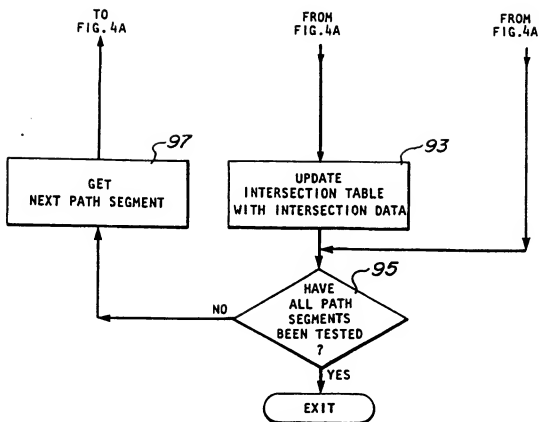 TO
FIG.4A
FROM
FIG.4A
FROM
FIG.4A
97
GET
NEXT PATH SEGMENT
93
UPDATE
INTERSECTION TABLE
WITH INTERSECTION DATA
95
HAVE
ALL PATH
SEGMENTS
BEEN TESTED
?
NO
YES
EXIT